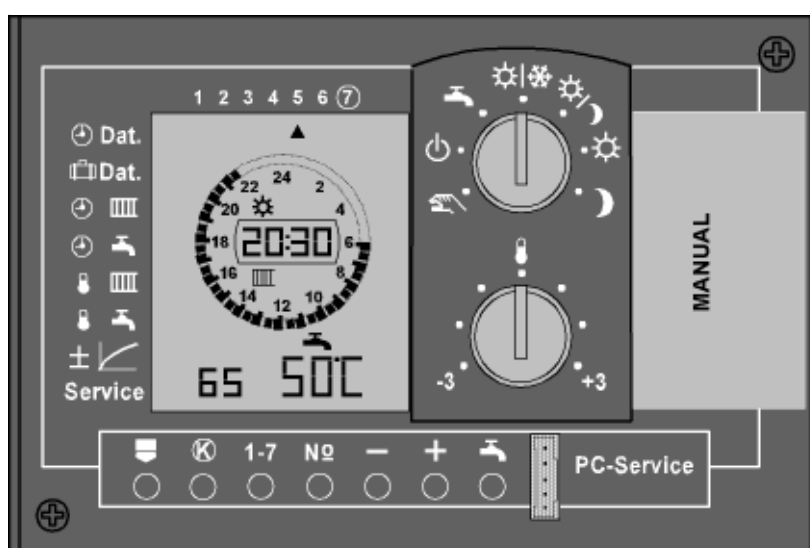 1 2 3 4 5 6 7
Dat.
Dat.
±
Service
24
22 2
20 4
20:30
18 6
16 8
14 12 10
65 50°C
-3 +3
MANUAL
K 1-7 Nº − +
PC-Service